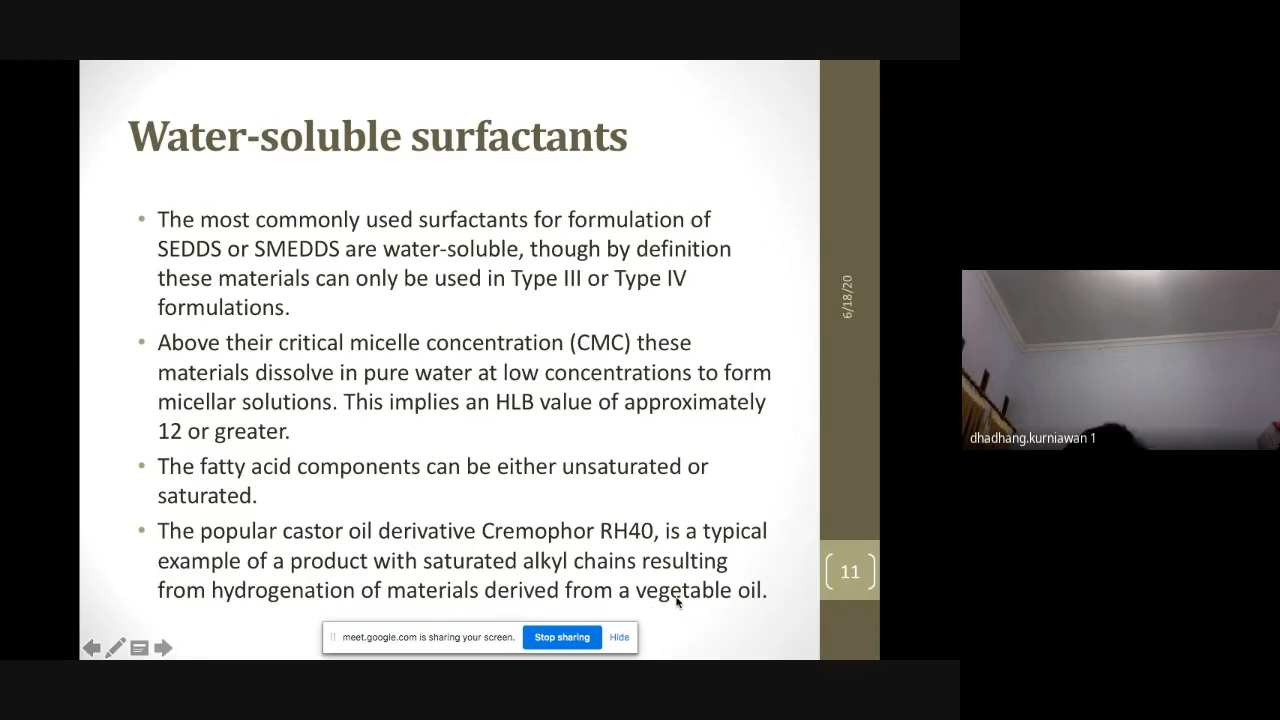 Water-soluble surfactants
• The most commonly used surfactants for formulation of
SEDDS or SMEDDS are water-soluble, though by definition
these materials can only be used in Type III or Type IV
formulations.
• Above their critical micelle concentration (CMC) these
materials dissolve in pure water at low concentrations to form
micellar solutions. This implies an HLB value of approximately
12 or greater.
• The fatty acid components can be either unsaturated or
saturated.
• The popular castor oil derivative Cremophor RH40, is a typical
example of a product with saturated alkyl chains resulting
from hydrogenation of materials derived from a vegetable oil.
6/18/20
11
meet.google.com is sharing your screen.
Stop sharing
Hide
dhadhang.kurniawan 1